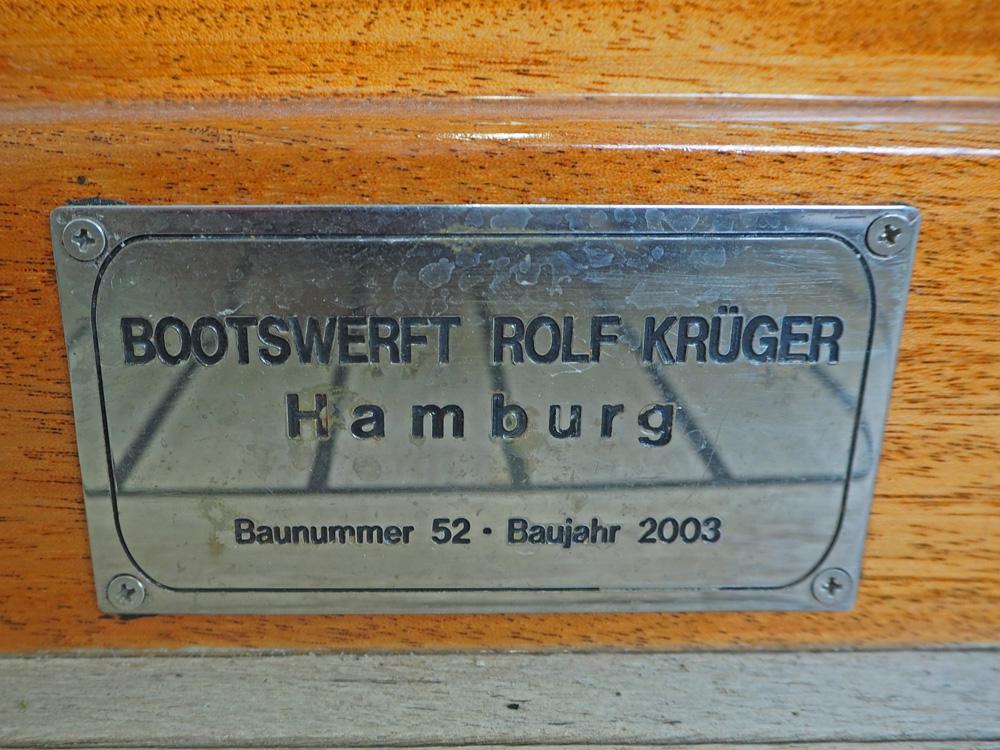 BOOTSWERFT ROLF KRÜGER
Hamburg
Baunummer 52 · Baujahr 2003